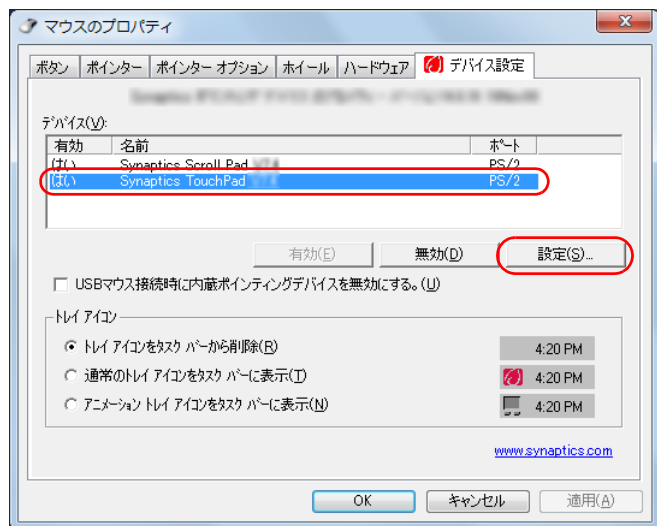 マウスのプロパティ
ボタン ポインター ポインター オプション ホイール ハードウェア デバイス設定
デバイス(V):
有効 名前 ポート
はい Synaptics Scroll Pad PS/2
はい Synaptics TouchPad PS/2
有効(E) 無効(D) 設定(S)...
USBマウス接続時に内蔵ポインティングデバイスを無効にする。(U)
トレイ アイコン
トレイ アイコンをタスク バーから削除(R) 4:20 PM
通常のトレイ アイコンをタスク バーに表示(T) 4:20 PM
アニメーション トレイ アイコンをタスク バーに表示(N) 4:20 PM
www.synaptics.com
OK キャンセル 適用(A)